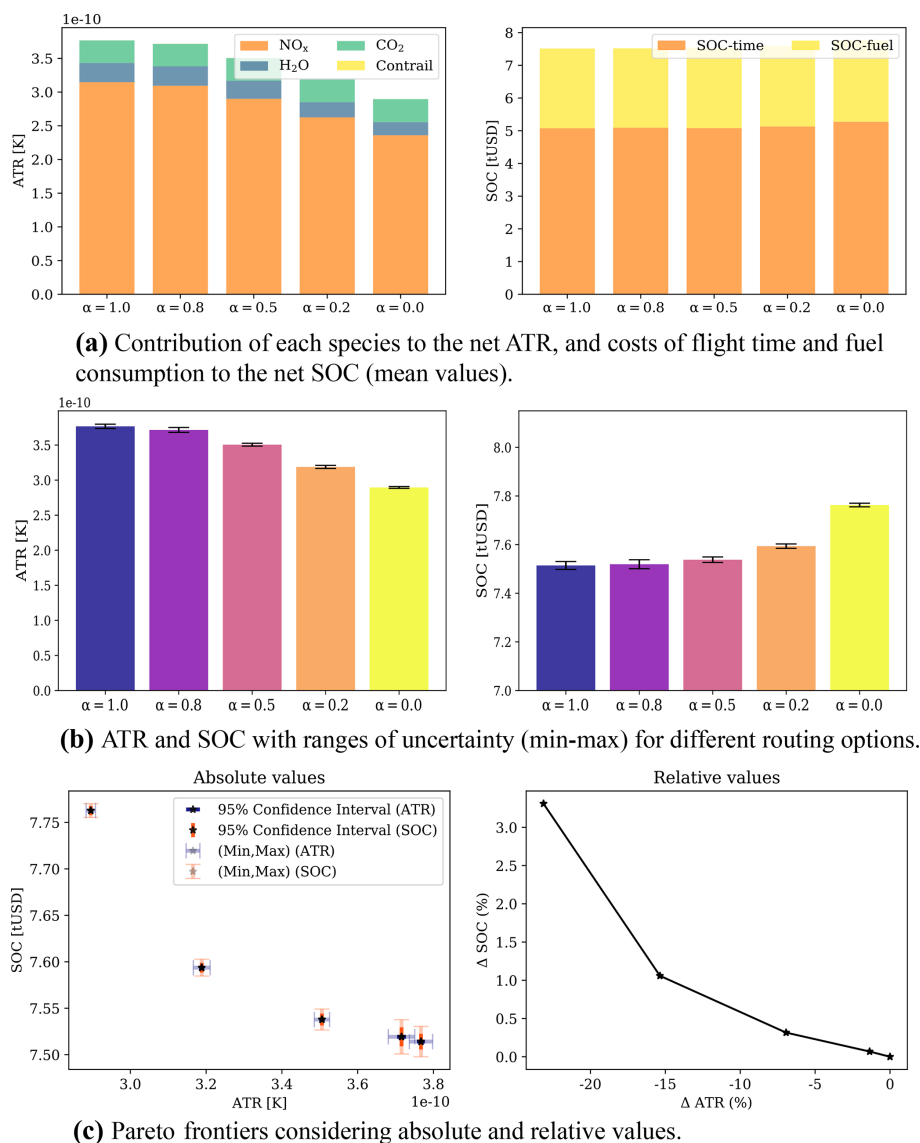 1e-10
NOₓ
CO₂
H₂O
Contrail
ATR [K]
3.5
3.0
2.5
2.0
1.5
1.0
0.5
0.0
α=1.0 α=0.8 α=0.5 α=0.2 α=0.0
SOC-time
SOC-fuel
SOC [tUSD]
8
7
6
5
4
3
2
1
0
α=1.0 α=0.8 α=0.5 α=0.2 α=0.0
(a) Contribution of each species to the net ATR, and costs of flight time and fuel
consumption to the net SOC (mean values).
1e-10
ATR [K]
3.5
3.0
2.5
2.0
1.5
1.0
0.5
0.0
α=1.0 α=0.8 α=0.5 α=0.2 α=0.0
SOC [tUSD]
8.0
7.8
7.6
7.4
7.2
7.0
α=1.0 α=0.8 α=0.5 α=0.2 α=0.0
(b) ATR and SOC with ranges of uncertainty (min-max) for different routing options.
Absolute values
95% Confidence Interval (ATR)
95% Confidence Interval (SOC)
(Min,Max) (ATR)
(Min,Max) (SOC)
SOC [tUSD]
7.75
7.70
7.65
7.60
7.55
7.50
3.0 3.2 3.4 3.6 3.8
ATR [K]
1e-10
Relative values
Δ SOC (%)
3.0
2.5
2.0
1.5
1.0
0.5
0.0
-20 -15 -10 -5 0
Δ ATR (%)
(c) Pareto frontiers considering absolute and relative values.